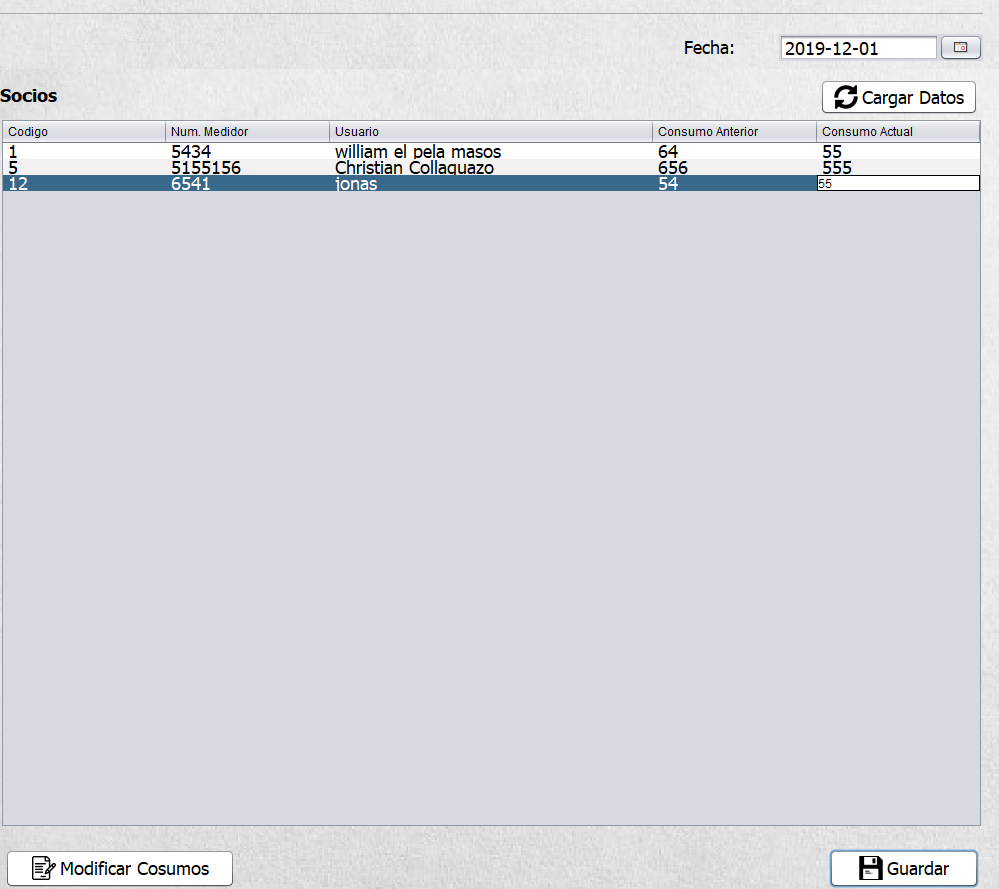 Fecha: 2019-12-01
Socios Cargar Datos
Codigo Num. Medidor Usuario Consumo Anterior Consumo Actual
1 5434 william el pela masos 64 55
5 5155156 Christian Collaguazo 656 555
12 6541 jonas 54 55
Modificar Cosumos Guardar